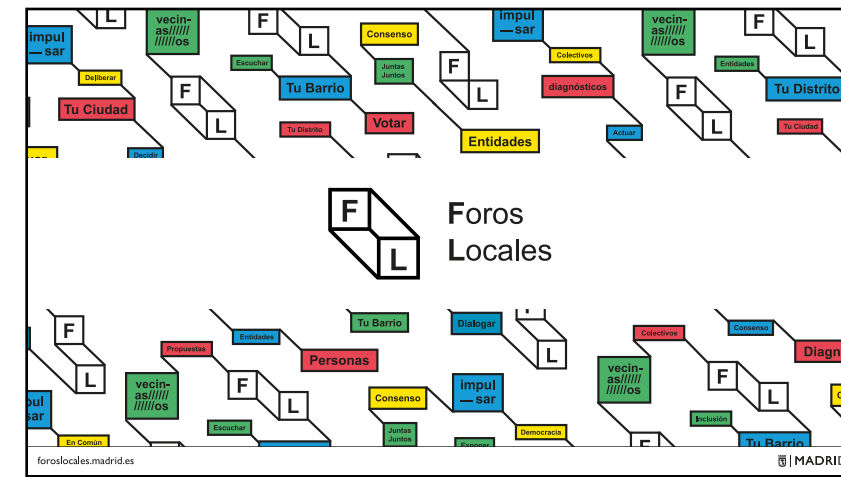 L
impul
— sar
vecin-
as//////
//////os
F
L
Consenso
impul
— sar
Colectivos
vecin-
as//////
//////os
F
L
Escuchar
Juntas
Juntos
F
L
Entidades
Deliberar
F
L
Tu Barrio
diagnósticos
F
L
Tu Distrito
Tu Ciudad
Tu Distrito
Votar
Entidades
Actuar
Tu Ciudad
Decidir
F
L
Foros
Locales
F
L
Entidades
Tu Barrio
Dialogar
L
Colectivos
Consenso
Propuestas
Personas
Diagn
vecin-
as//////
//////os
F
L
Consenso
impul
— sar
vecin-
as//////
//////os
F
L
pul
sar
Escuchar
Juntas
Juntos
Democracia
Inclusión
En Común
Exponer
F
Tu Barrio
foroslocales.madrid.es
MADRID